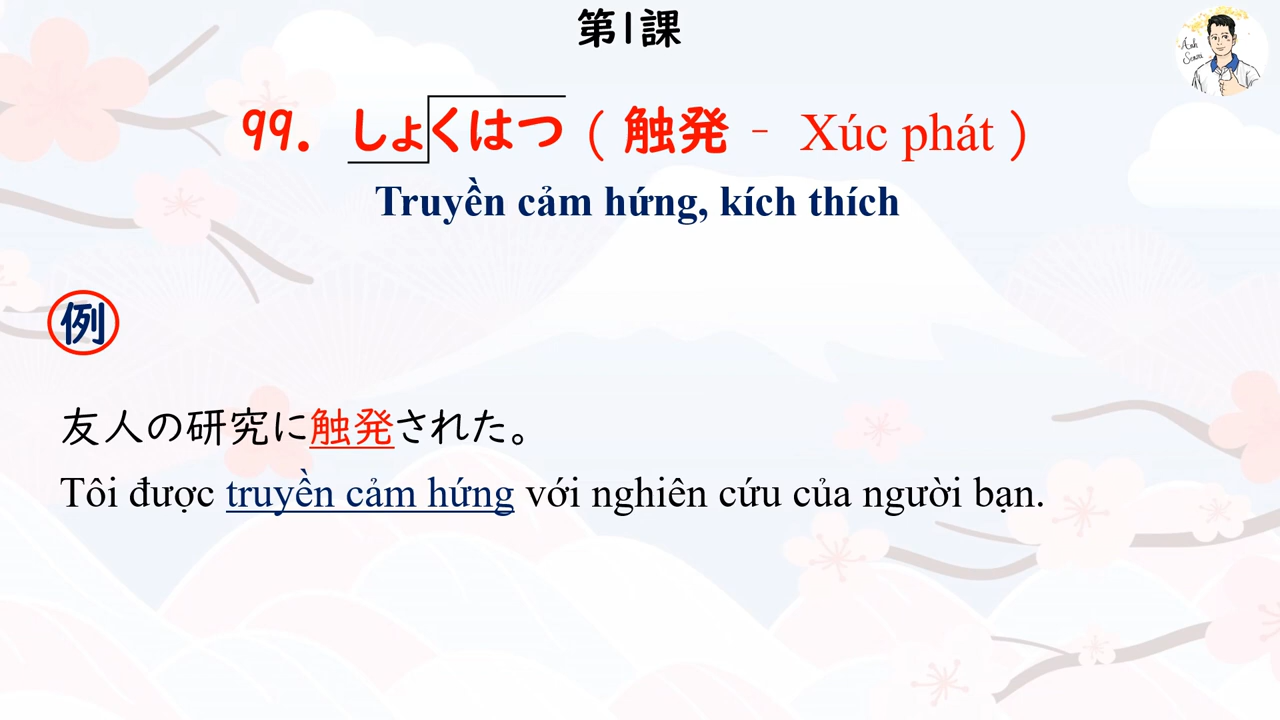 第1課
Ánh
Sensei
99. しょくはつ ( 触発 - Xúc phát )
Truyền cảm hứng, kích thích
例
友人の研究に触発された。
Tôi được truyền cảm hứng với nghiên cứu của người bạn.